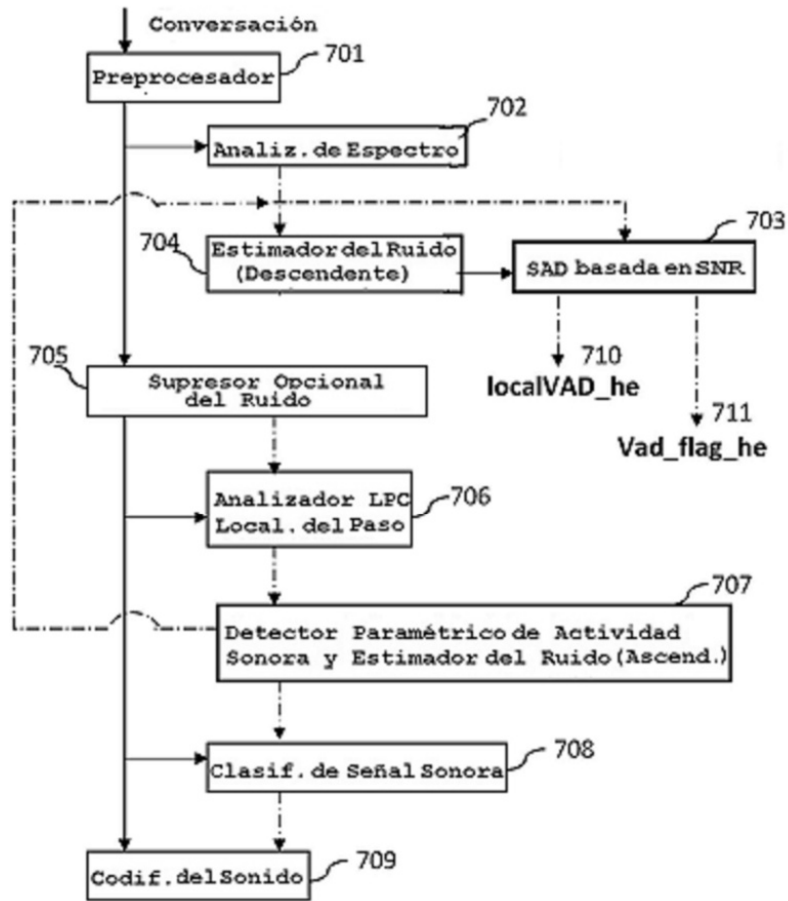 Conversación
701
Preprocesador
702
Analiz. de Espectro
703
704
Estimador del Ruido
(Descendente)
SAD basada en SNR
705
710
localVAD_he
Supresor Opcional
del Ruido
711
Vad_flag_he
Analizador LPC
Local. del Paso
706
707
Detector Paramétrico de Actividad
Sonora y Estimador del Ruido (Ascend.)
708
Clasif. de Señal Sonora
Codif. del Sonido
709